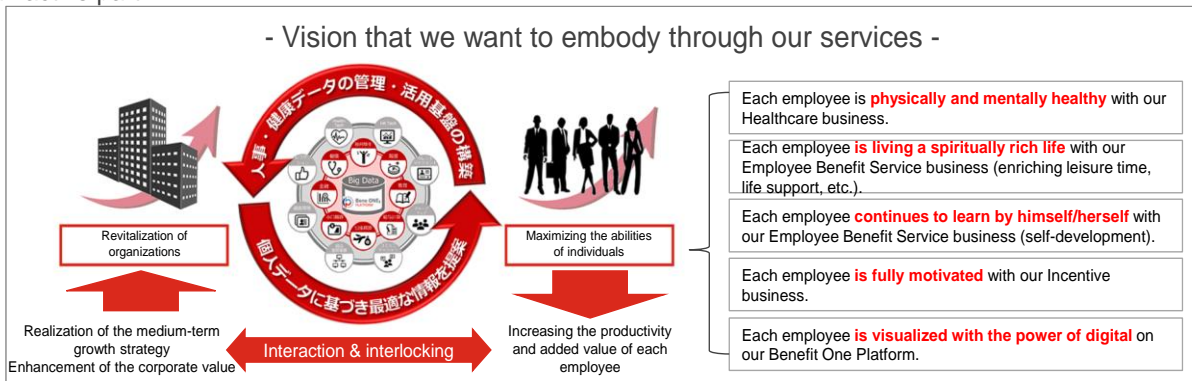 - Vision that we want to embody through our services -
人事・健康データの管理・活用基盤の構築
Big Data
Bene ONE
PLATFORM
個人データに基づき最適な情報を提案
Revitalization of
organizations
Maximizing the abilities
of individuals
Realization of the medium-term
growth strategy
Enhancement of the corporate value
Interaction & interlocking
Increasing the productivity
and added value of each
employee
Each employee is physically and mentally healthy with our
Healthcare business.
Each employee is living a spiritually rich life with our
Employee Benefit Service business (enriching leisure time,
life support, etc.).
Each employee continues to learn by himself/herself with
our Employee Benefit Service business (self-development).
Each employee is fully motivated with our Incentive
business.
Each employee is visualized with the power of digital on
our Benefit One Platform.